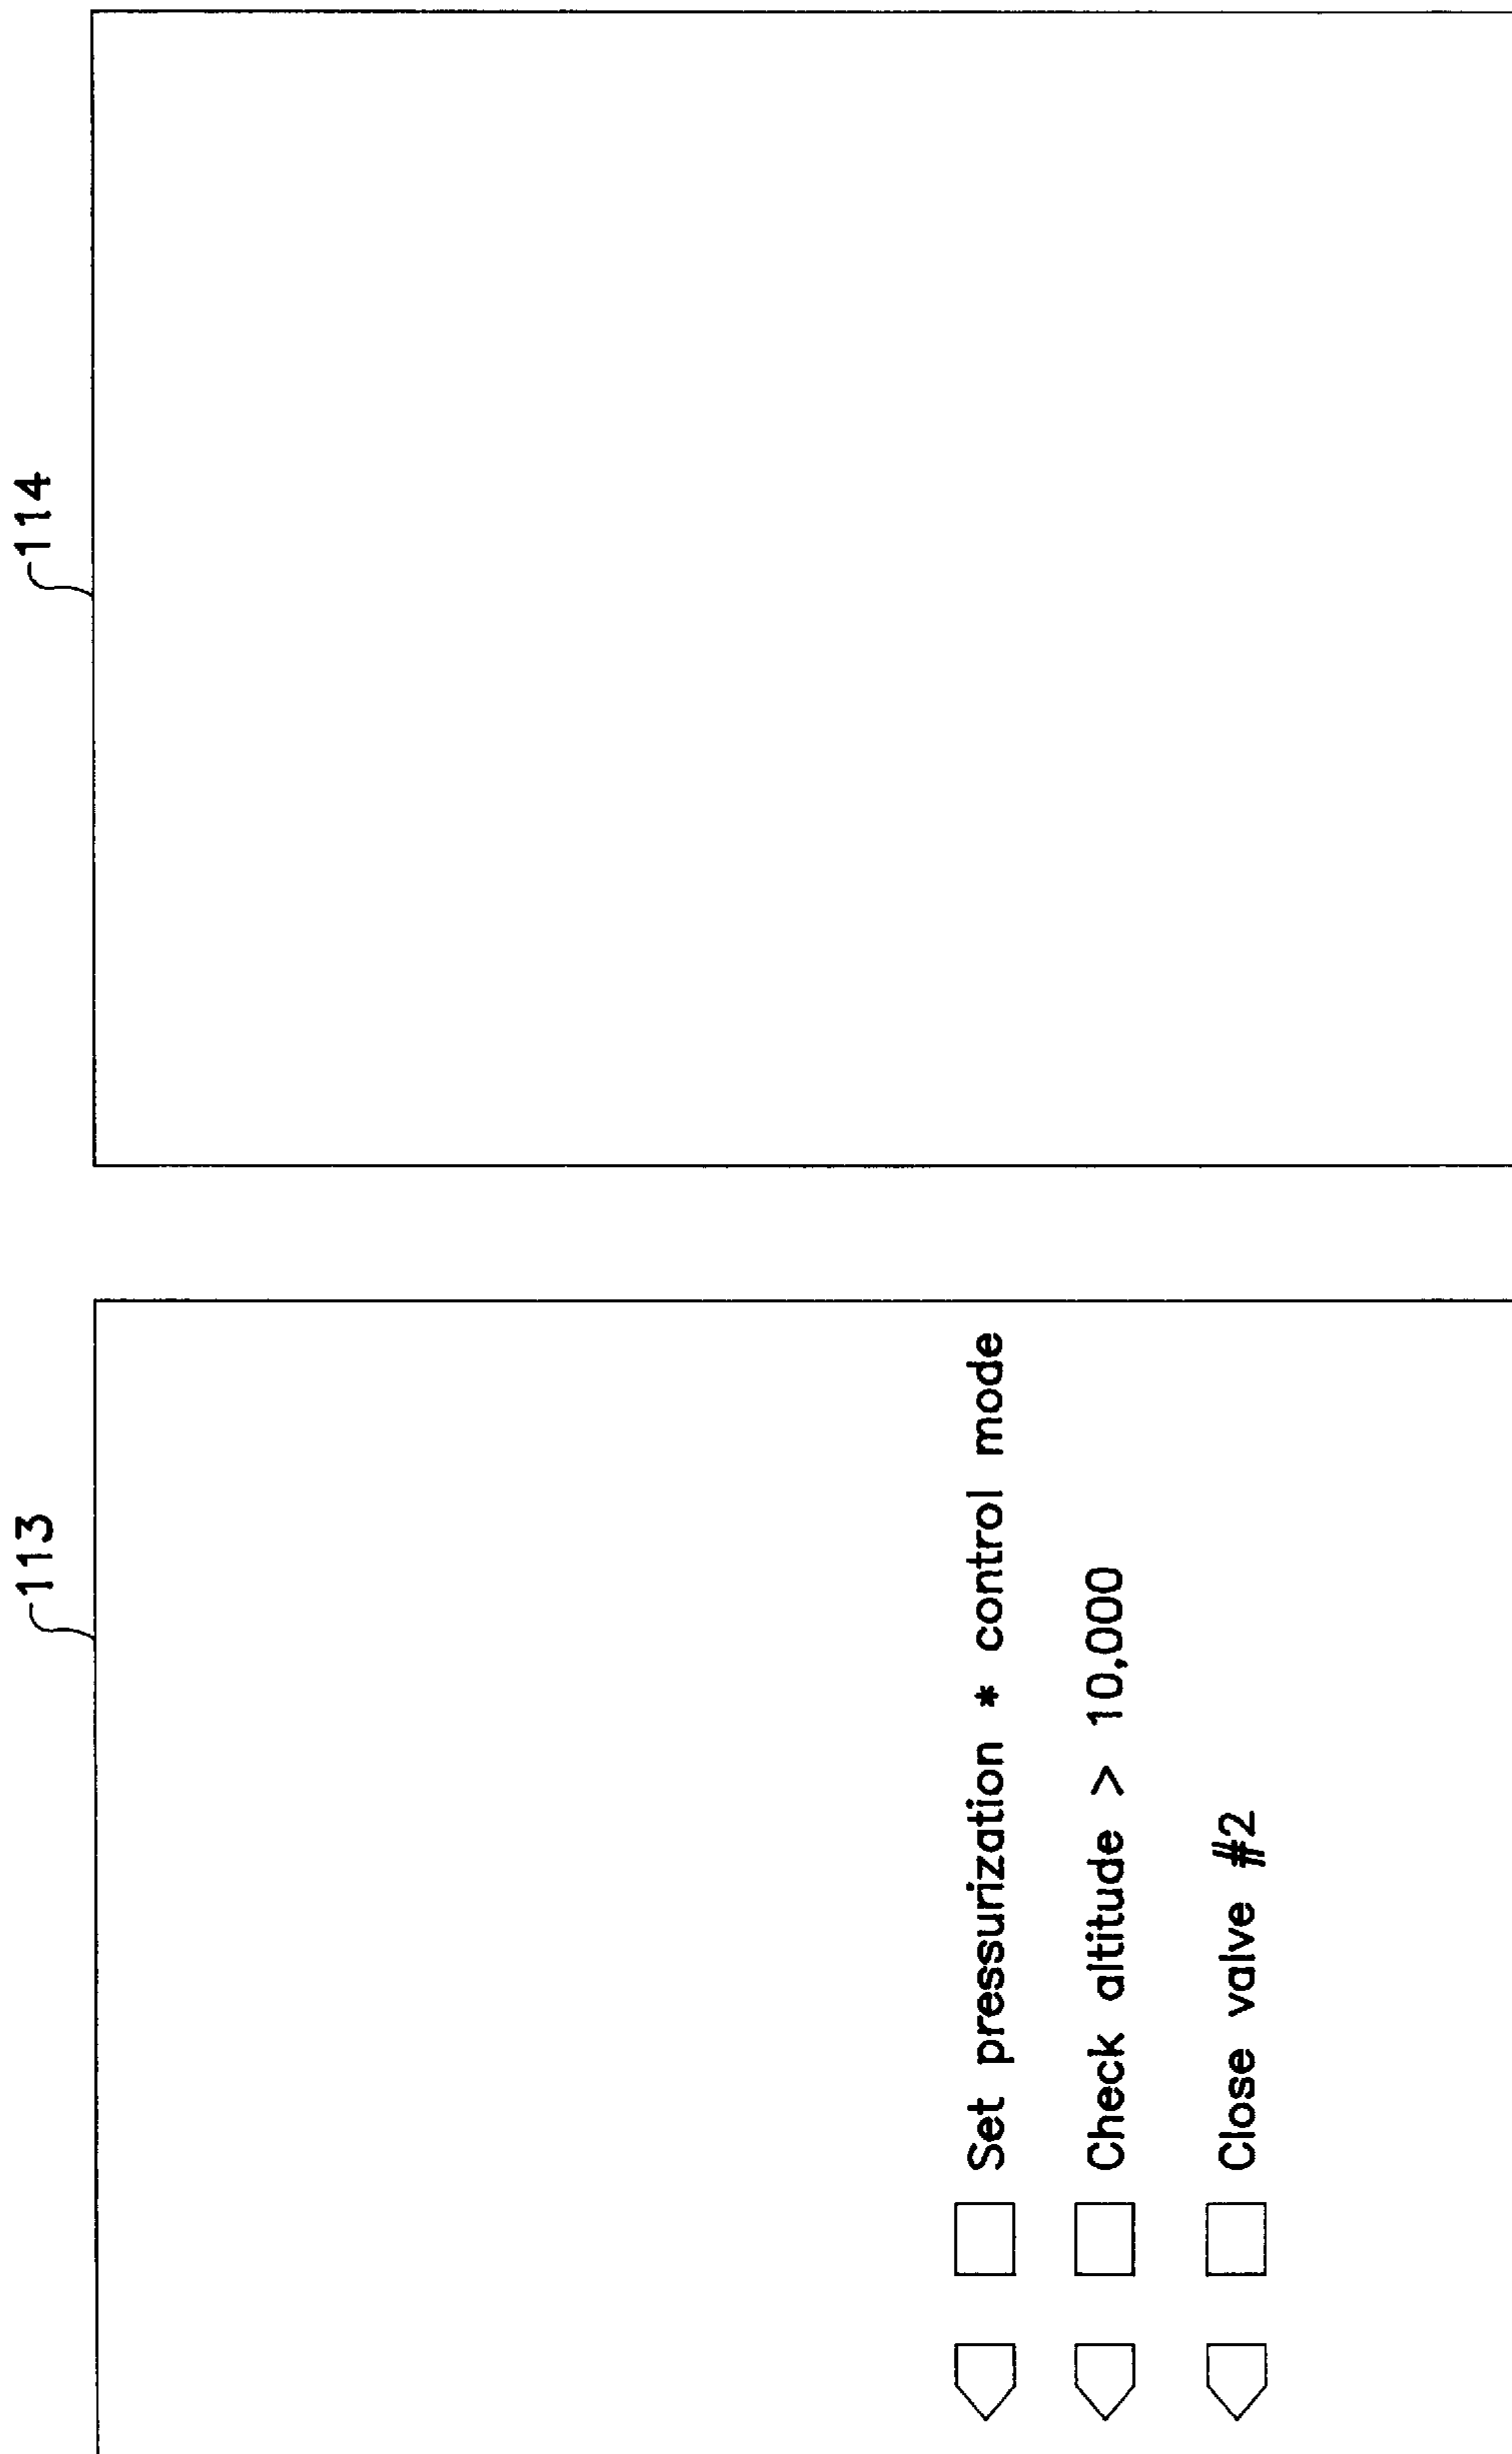 113
114
Set pressurization * control mode
Check altitude > 10,000
Close valve #2